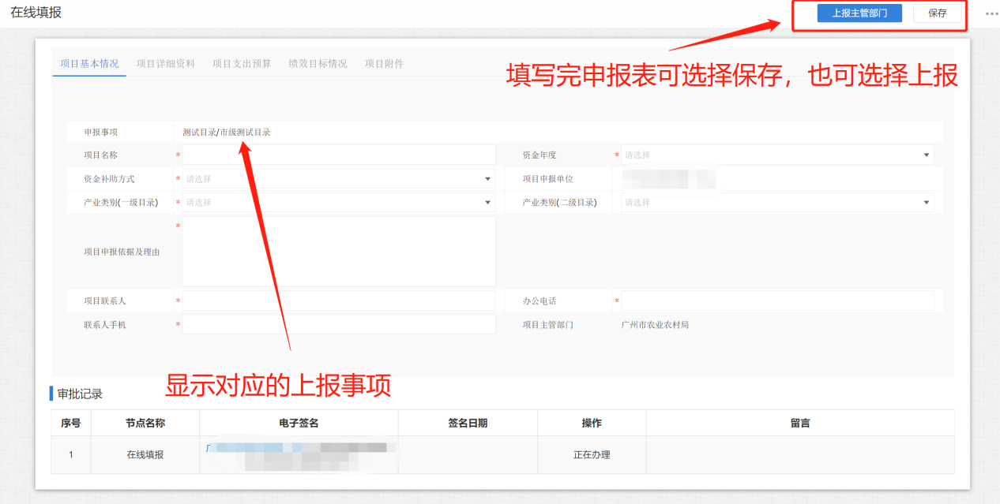 在线填报
上报主管部门 保存
项目基本情况 项目详细资料 项目支出预算 绩效目标情况 项目附件
填写完申报表可选择保存，也可选择上报
申报事项 测试目录/市级测试目录
项目名称 * 资金年度 * 请选择
资金补助方式 * 请选择 项目申报单位
产业类别(一级目录) * 请选择 产业类别(二级目录) 请选择
*
项目申报依据及理由
项目联系人 * 办公电话 *
联系人手机 * 项目主管部门 广州市农业农村局
显示对应的上报事项
审批记录
序号 节点名称 电子签名 签名日期 操作 留言
1 在线填报 正在办理